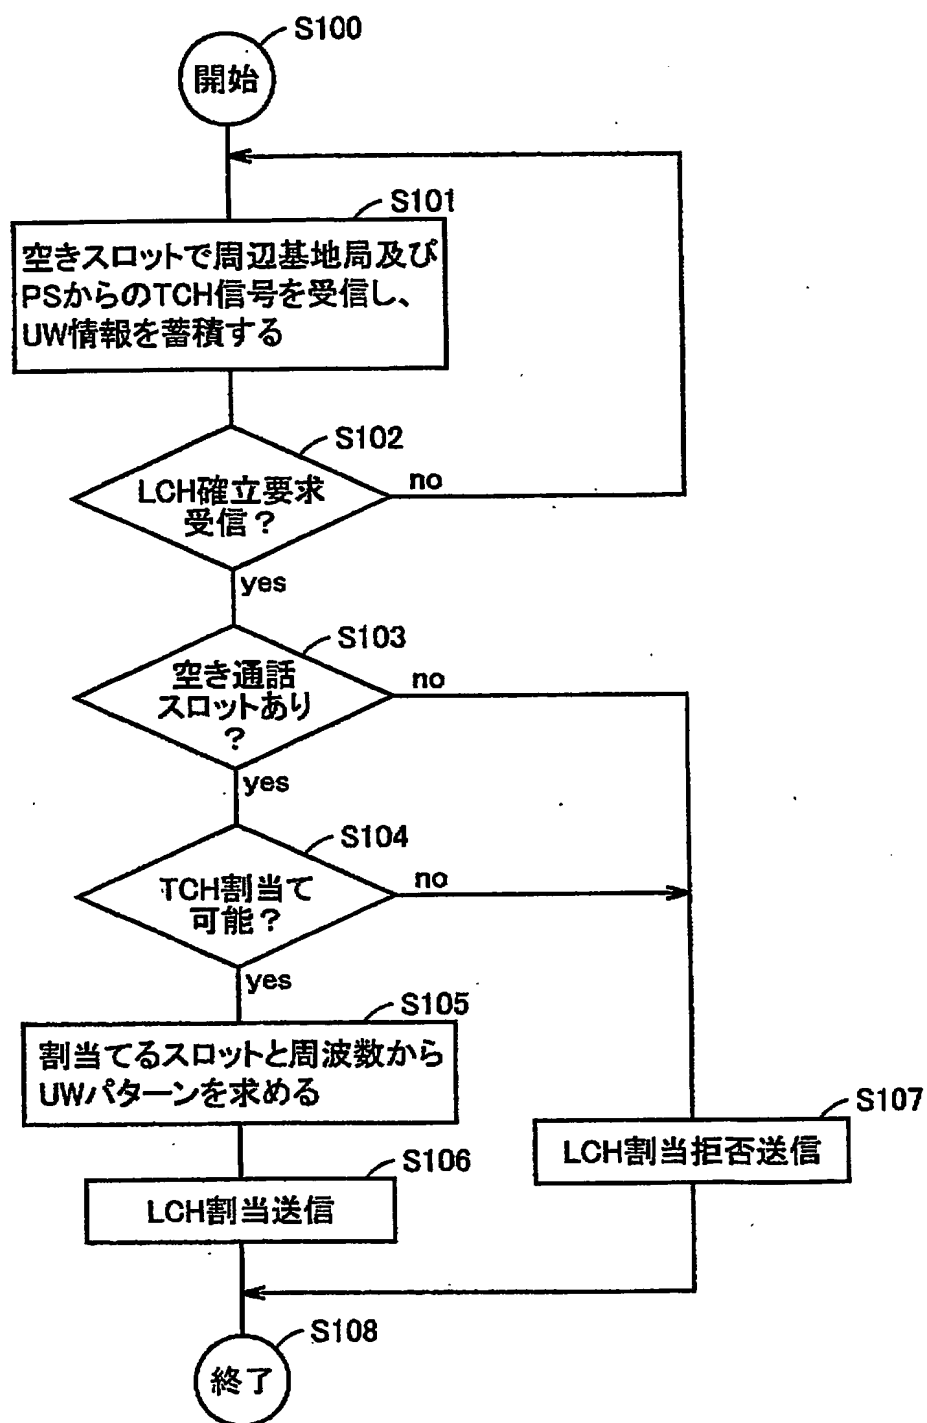 S100
開始
S101
空きスロットで周辺基地局及び
PSからのTCH信号を受信し、
UW情報を蓄積する
S102
LCH確立要求
受信？
no
yes
S103
空き通話
スロットあり
？
no
yes
S104
TCH割当て
可能？
no
yes
S105
割当てるスロットと周波数から
UWパターンを求める
S107
LCH割当拒否送信
S106
LCH割当送信
S108
終了